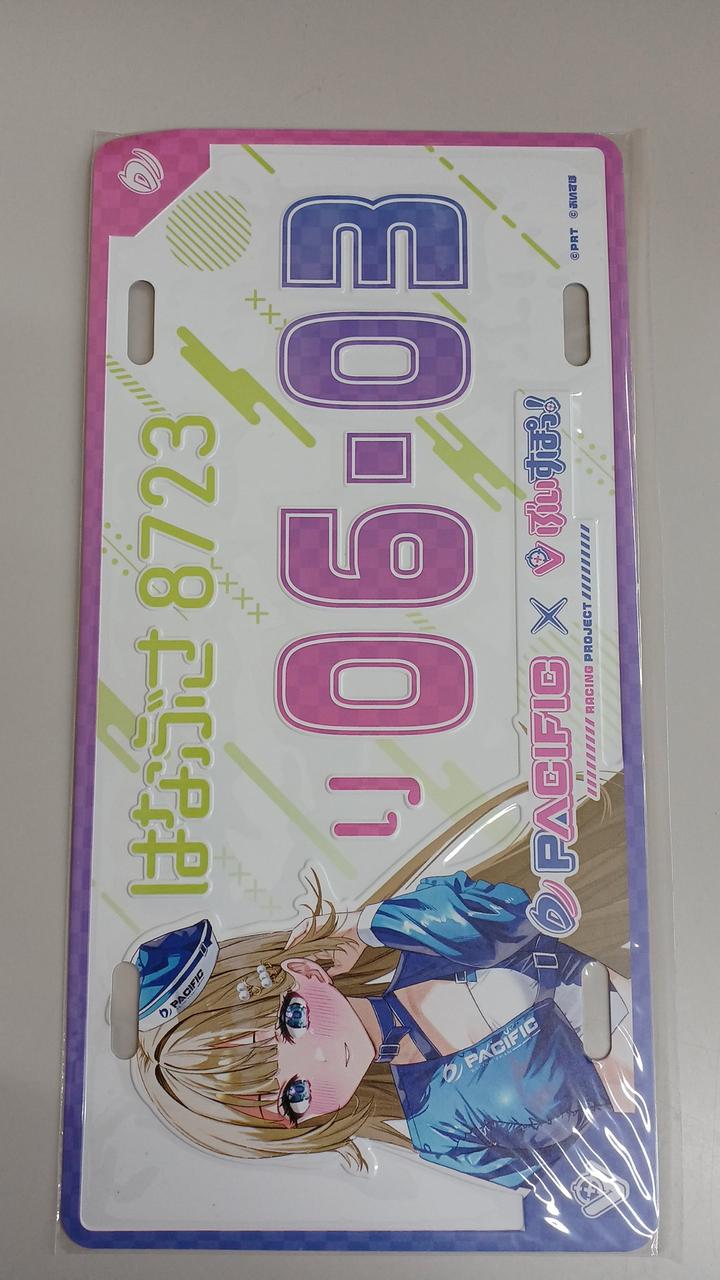 はなぶさ 8723
り 06-03
PACIFIC × ぶいすぽっ!
RACING PROJECT
©PRT ©ぶいすぽ
PACIFIC
PACIFIC